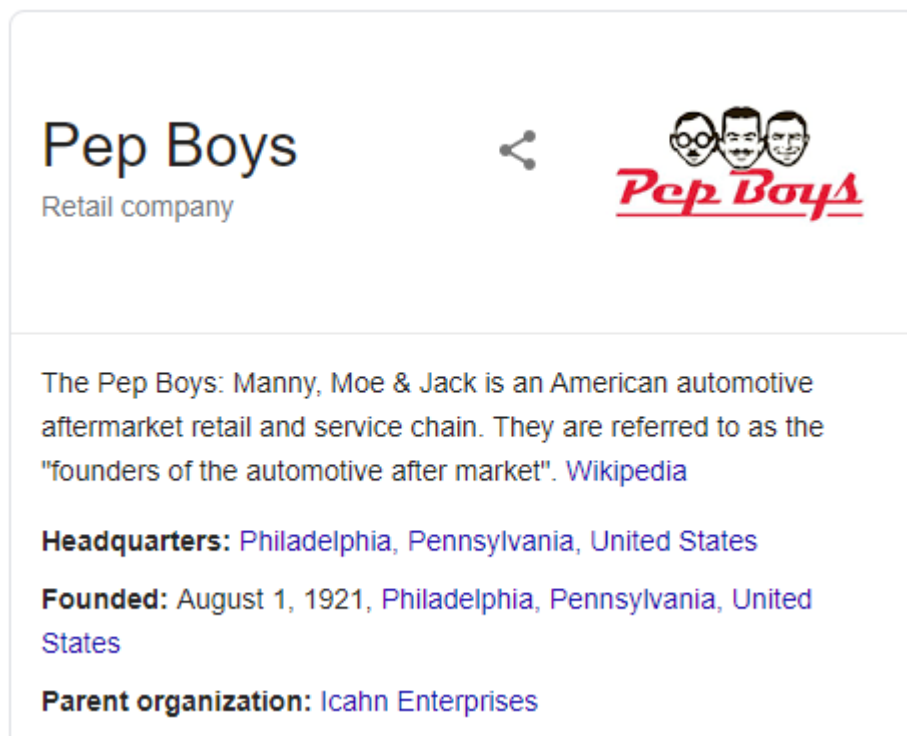 Pep Boys
Retail company
Pep Boys
The Pep Boys: Manny, Moe & Jack is an American automotive
aftermarket retail and service chain. They are referred to as the
"founders of the automotive after market". Wikipedia
Headquarters: Philadelphia, Pennsylvania, United States
Founded: August 1, 1921, Philadelphia, Pennsylvania, United
States
Parent organization: Icahn Enterprises